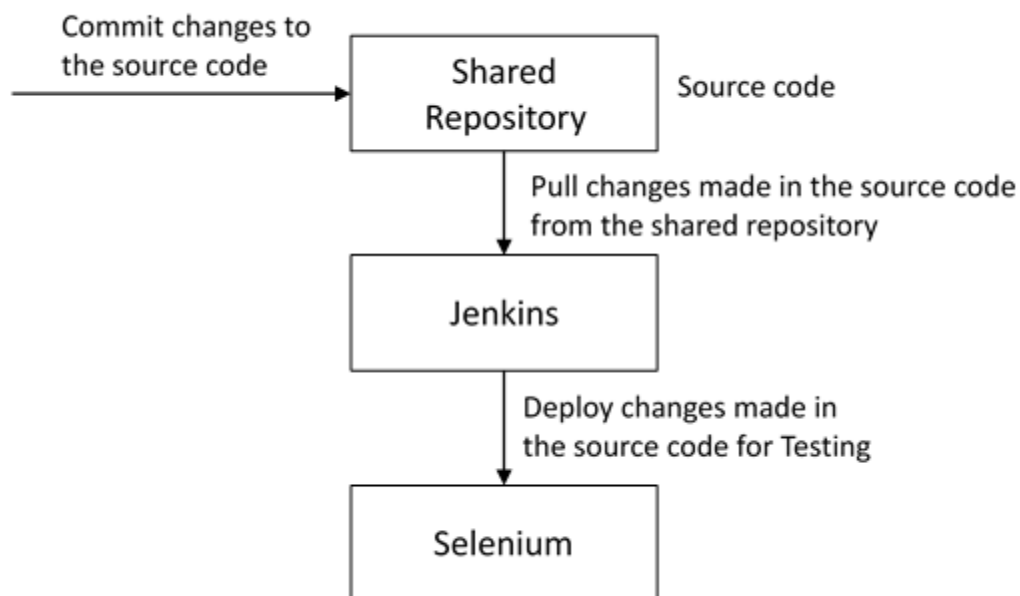 Commit changes to
the source code
Shared
Repository
Source code
Pull changes made in the source code
from the shared repository
Jenkins
Deploy changes made in
the source code for Testing
Selenium